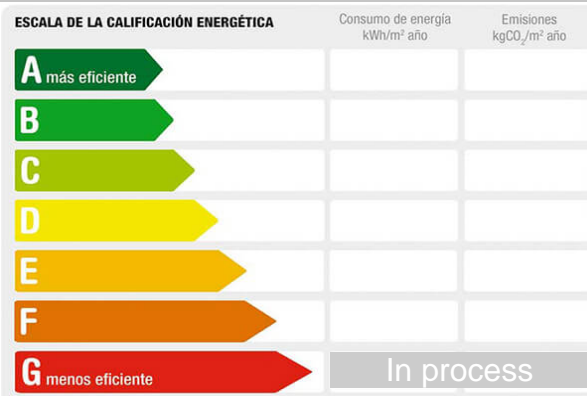 ESCALA DE LA CALIFICACIÓN ENERGÉTICA
Consumo de energía
kWh/m² año
Emisiones
kgCO₂/m² año
A más eficiente
B
C
D
E
F
G menos eficiente
In process